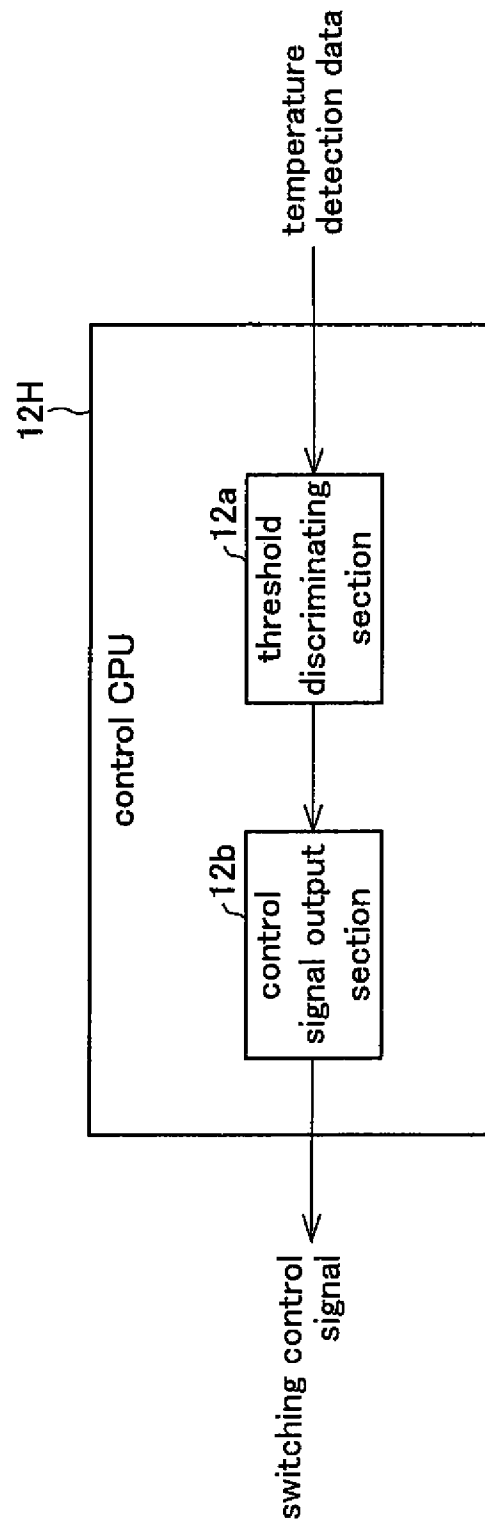 12H
control CPU
12b
control
signal output
section
12a
threshold
discriminating
section
switching control
signal
temperature
detection data